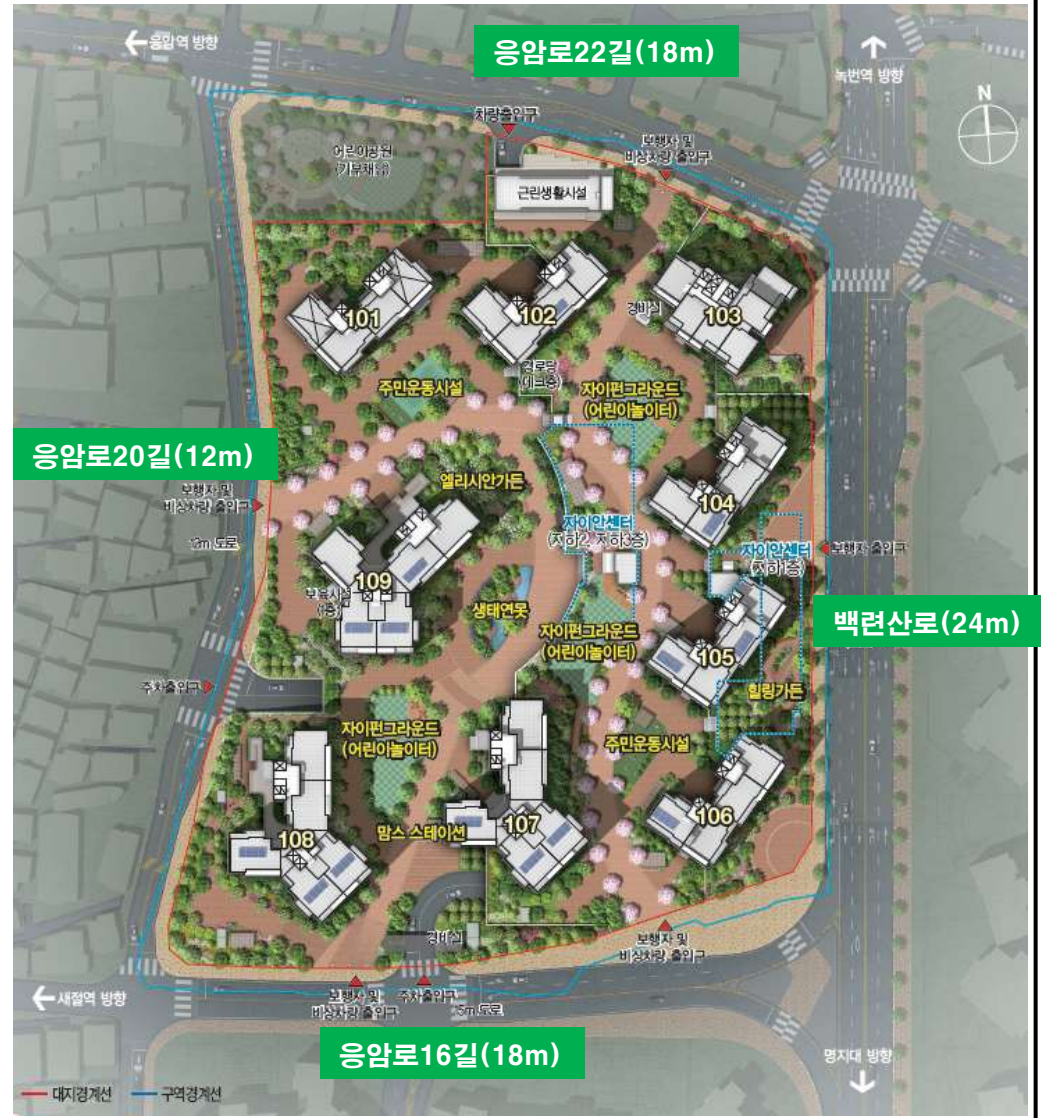 응암역 방향
응암로22길(18m)
녹번역 방향
N
차량출입구
보행자 및
비상차량 출입구
어린이공원
(기부채납)
근린생활시설
101
102
경비실
103
경로당
(데크층)
주민운동시설
자이펀그라운드
(어린이놀이터)
응암로20길(12m)
보행자 및
비상차량 출입구
12m 도로
엘리시안가든
104
자이안센터
(지하2, 지하3층)
자이안센터
(지하1층)
보행자 출입구
109
보육시설
(1층)
생태연못
자이펀그라운드
(어린이놀이터)
105
백련산로(24m)
주차출입구
힐링가든
자이펀그라운드
(어린이놀이터)
주민운동시설
108
맘스 스테이션
107
106
경비실
보행자 및
비상차량 출입구
새절역 방향
보행자 및
비상차량 출입구
주차출입구
응암로16길(18m)
명지대 방향
대지경계선
구역경계선